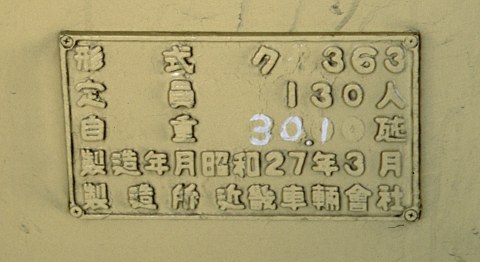 形式 ク 363
定員 130人
自重 30.1 瓲
製造年月昭和27年3月
製造所近畿車輛會社